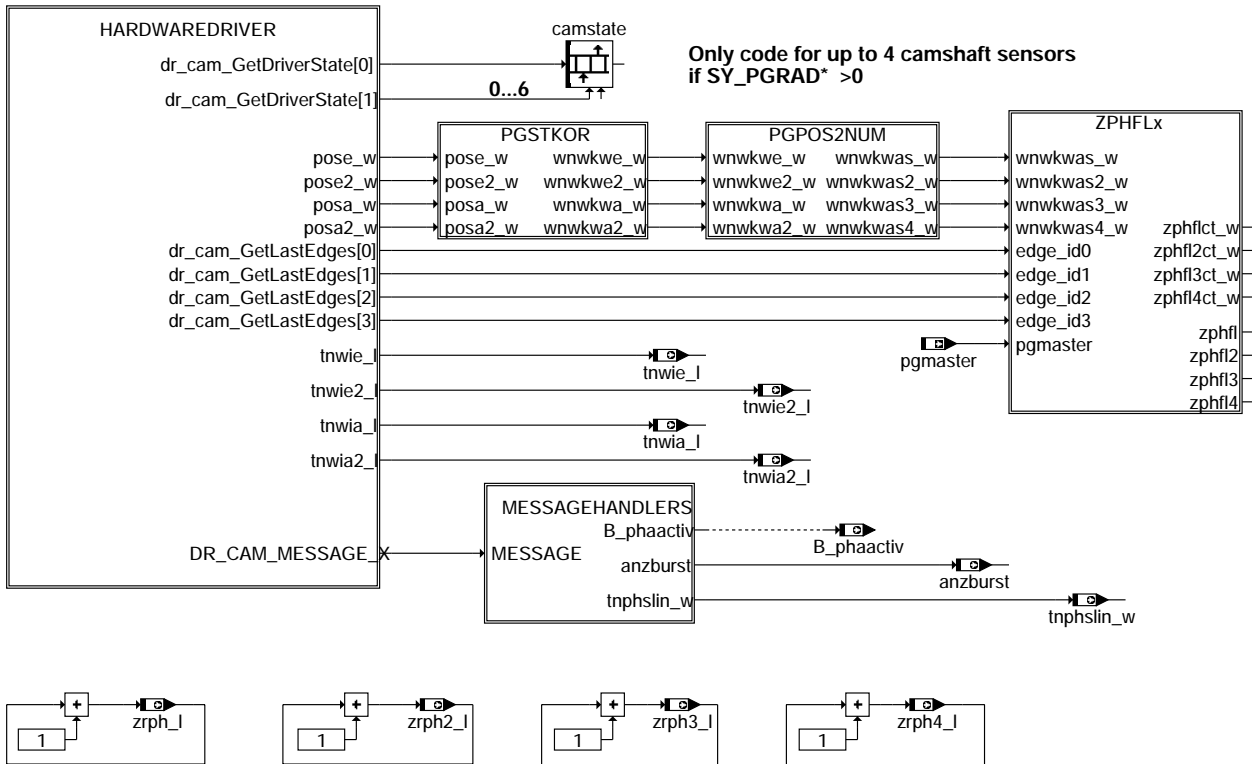 HARDWAREDRIVER
dr_cam_GetDriverState[0]
dr_cam_GetDriverState[1]
pose_w
pose2_w
posa_w
posa2_w
dr_cam_GetLastEdges[0]
dr_cam_GetLastEdges[1]
dr_cam_GetLastEdges[2]
dr_cam_GetLastEdges[3]
tnwie_l
tnwie2_l
tnwia_l
tnwia2_l
DR_CAM_MESSAGE_X
camstate
0...6
Only code for up to 4 camshaft sensors
if SY_PGRAD* >0
PGSTKOR
pose_w wnwkwe_w
pose2_w wnwkwe2_w
posa_w wnwkwa_w
posa2_w wnwkwa2_w
PGPOS2NUM
wnwkwe_w wnwkwas_w
wnwkwe2_w wnwkwas2_w
wnwkwa_w wnwkwas3_w
wnwkwa2_w wnwkwas4_w
ZPHFLx
wnwkwas_w
wnwkwas2_w
wnwkwas3_w
wnwkwas4_w
edge_id0
edge_id1
edge_id2
edge_id3
pgmaster
zphflct_w
zphfl2ct_w
zphfl3ct_w
zphfl4ct_w
zphfl
zphfl2
zphfl3
zphfl4
pgmaster
tnwie_l
tnwie2_l
tnwia_l
tnwia2_l
MESSAGEHANDLERS
MESSAGE
B_phaactiv
anzburst
tnphslin_w
B_phaactiv
anzburst
tnphslin_w
+
1
zrph_l
+
1
zrph2_l
+
1
zrph3_l
+
1
zrph4_l